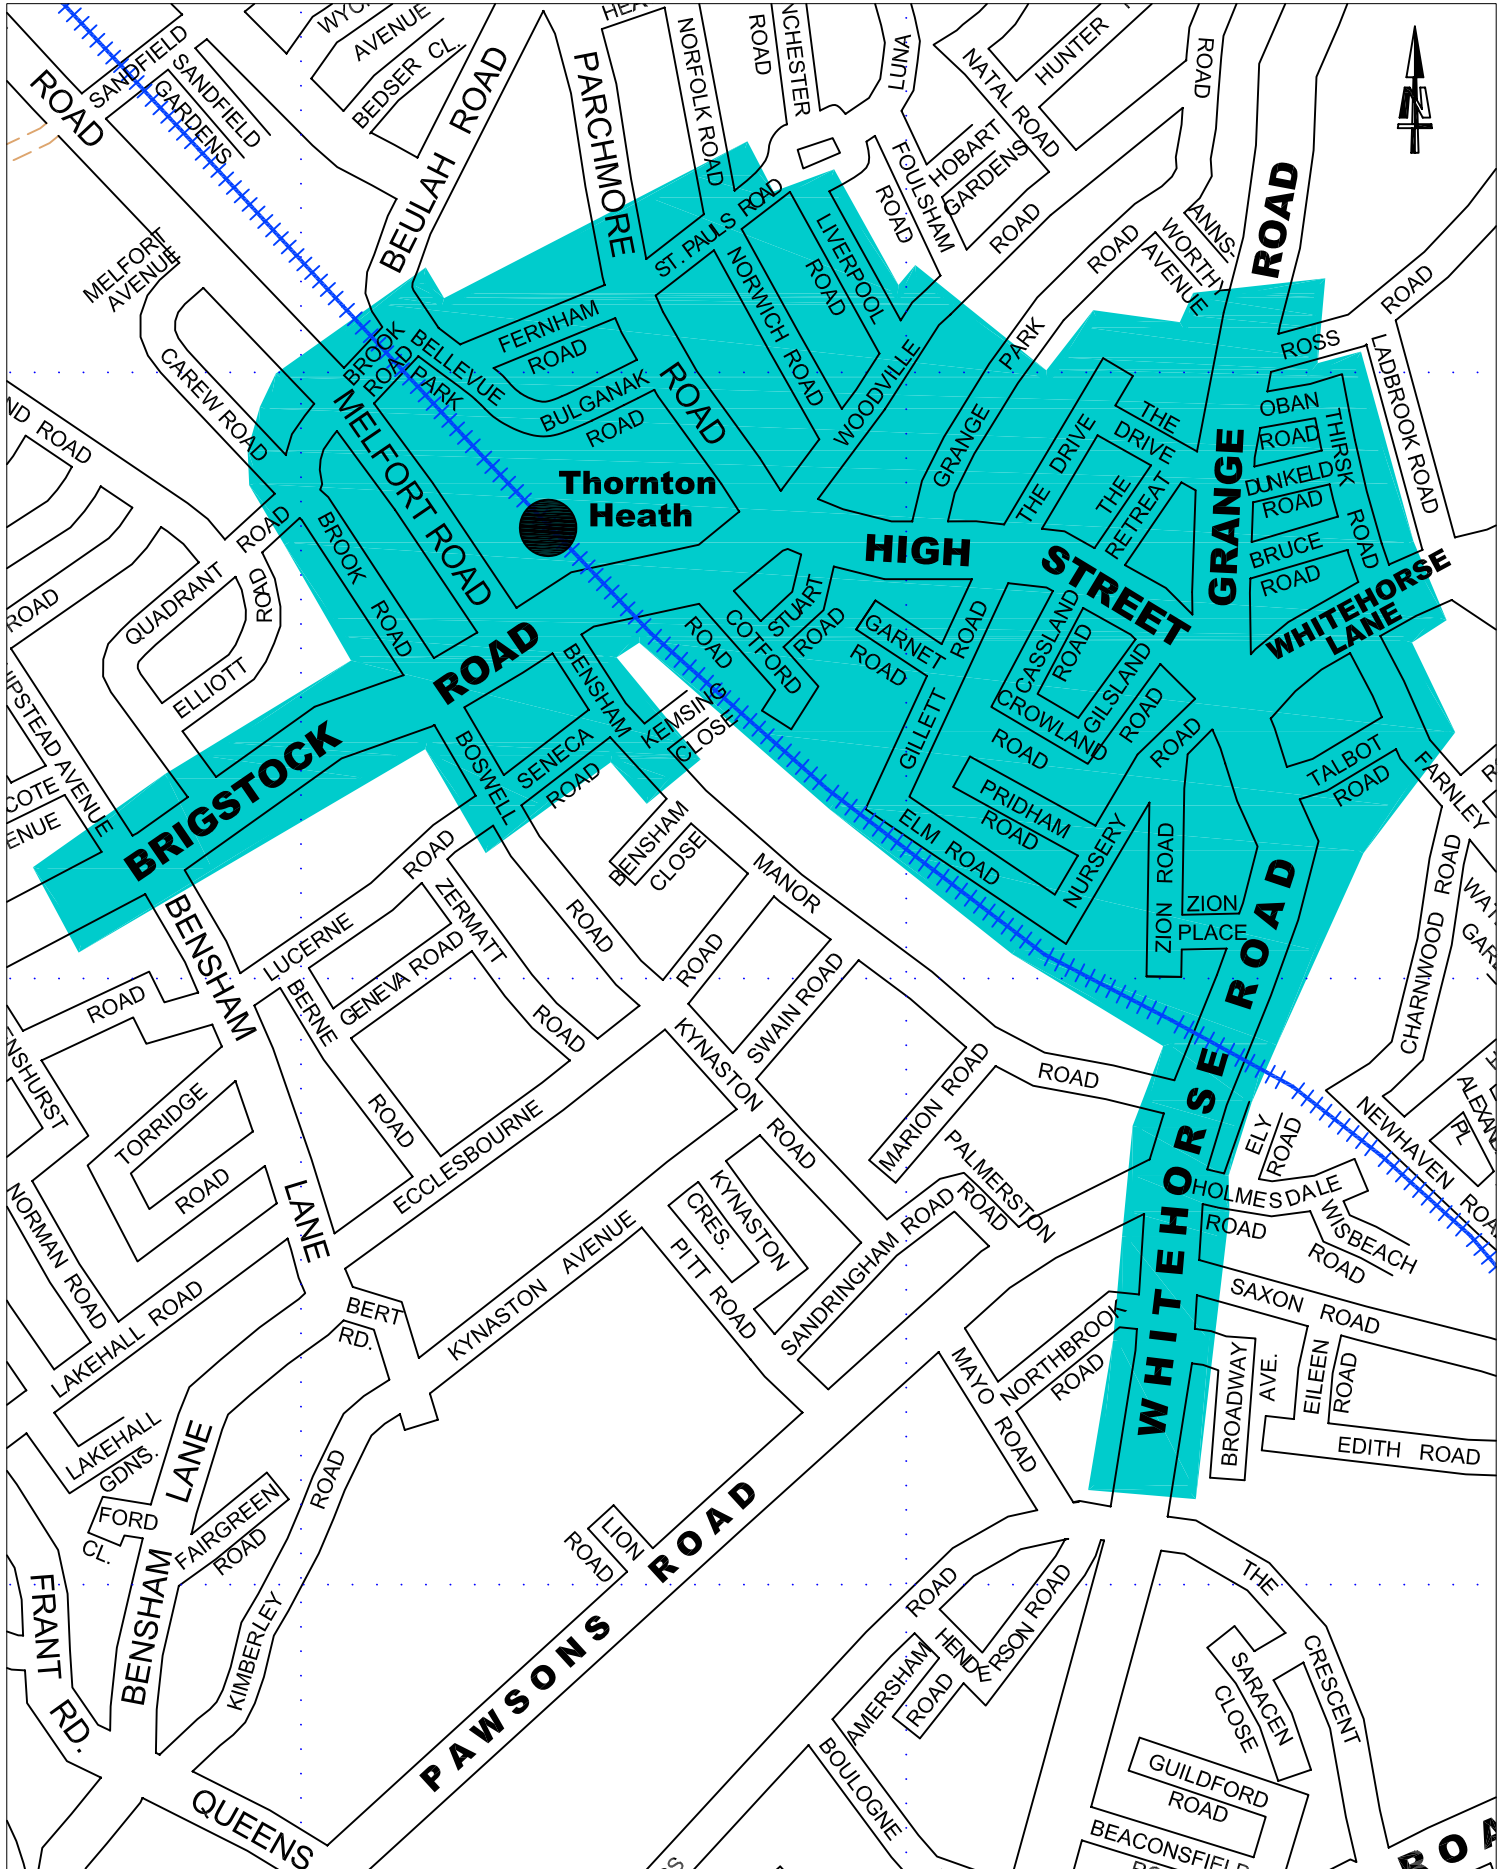 ROAD
SANDFIELD
SANDFIELD
GARDENS
AVENUE
BEDSER CL.
BEULAH ROAD
PARCHMORE
NORFOLK ROAD
ROAD
LUNA
NATAL ROAD
HUNTER
ROAD
HOBART
GARDENS
FOULSHAM
ROAD
ROAD
N
MELFORT
AVENUE
ST. PAULS ROAD
LIVERPOOL
ROAD
NORWICH ROAD
PARK
ROAD
ANNS-
WORTHY
AVENUE
ROAD
ROAD
ROSS
LADBROOK ROAD
CAREW ROAD
BROOK
ROAD
BELLEVUE
PARK
FERNHAM
ROAD
BULGANAK
ROAD
ROAD
WOODVILLE
GRANGE
THE DRIVE
THE
DRIVE
THE
RETREAT
GRANGE
OBAN
ROAD
THIRSK
ROAD
DUNKELD
ROAD
BRUCE
ROAD
WHITEHORSE
LANE
MELFORT ROAD
Thornton
Heath
HIGH
STREET
ROAD
QUADRANT
ROAD
ROAD
ROAD
ELLIOTT
BROOK
ROAD
BRIGSTOCK
ROAD
BENSHAM
ROAD
COTFORD
STUART
ROAD
GARNET
ROAD
ROAD
GILLETT
CASSLAND
ROAD
CROWLAND
ROAD
GILSLAND
ROAD
ROAD
NURSERY
PRIDHAM
ROAD
ELM ROAD
KEMSING
CLOSE
SENECA
ROAD
BOSWELL
ROAD
BENSHAM
CLOSE
MANOR
ROAD
TALBOT
ROAD
FARNLEY
ROAD
CHARNWOOD
ZION ROAD
ZION
PLACE
WHITEHORSE ROAD
AVENUE
BENSHAM
LANE
LUCERNE
ROAD
ZERMATT
ROAD
GENEVA ROAD
BERNE
ROAD
ROAD
SWAIN ROAD
KYNASTON
ROAD
MARION ROAD
PALMERSTON
ROAD
ROAD
TORRIDGE
ROAD
NORMAN ROAD
ECCLESBOURNE
KYNASTON
CRES.
PITT ROAD
SANDRINGHAM ROAD
KYNASTON AVENUE
BERT
RD.
LAKEHALL ROAD
LAKEHALL
GDNS.
FORD
CL.
FAIRGREEN
ROAD
BENSHAM LANE
KIMBERLEY
ROAD
FRANT
RD.
QUEENS
LION
ROAD
PAWSONS ROAD
MAYO
ROAD
NORTHBROOK
ROAD
ELY
ROAD
HOLMESDALE
ROAD
WISBEACH
ROAD
NEWHAVEN
SAXON ROAD
BROADWAY
AVE.
EILEEN
ROAD
EDITH ROAD
ROAD
HENDERSON ROAD
AMERSHAM
ROAD
BOULOGNE
THE
CRESCENT
SARACEN
CLOSE
GUILDFORD
ROAD
BEACONSFIELD
PL